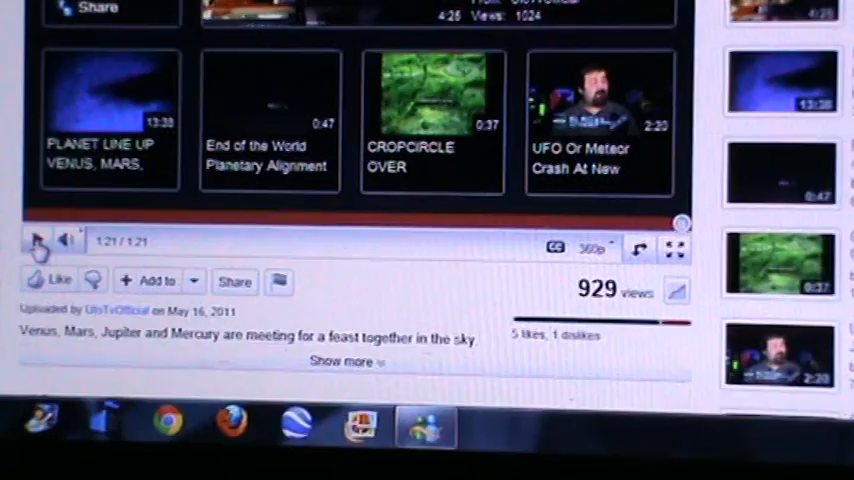 Share
4:25 Views: 1024
4:25
13:38
0:47
0:37
2:20
PLANET LINE UP
VENUS, MARS,
End of the World
Planetary Alignment
CROPCIRCLE
OVER
UFO Or Meteor
Crash At New
13:38
0:47
1:21 / 1:21
CC
360p
Like
+ Add to
Share
929 views
0:37
Uploaded by UfoTvOfficial on May 16, 2011
5 likes, 1 dislikes
Venus, Mars, Jupiter and Mercury are meeting for a feast together in the sky.
Show more
2:20